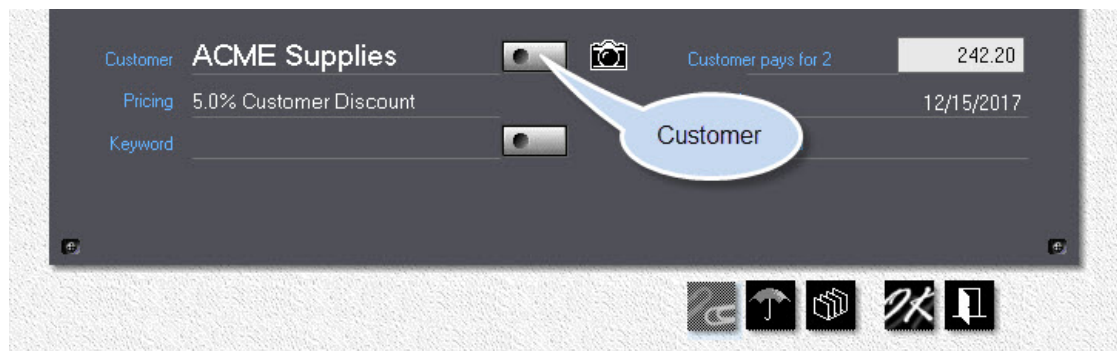 Customer ACME Supplies Customer pays for 2 242.20
Pricing 5.0% Customer Discount 12/15/2017
Keyword
Customer
OK